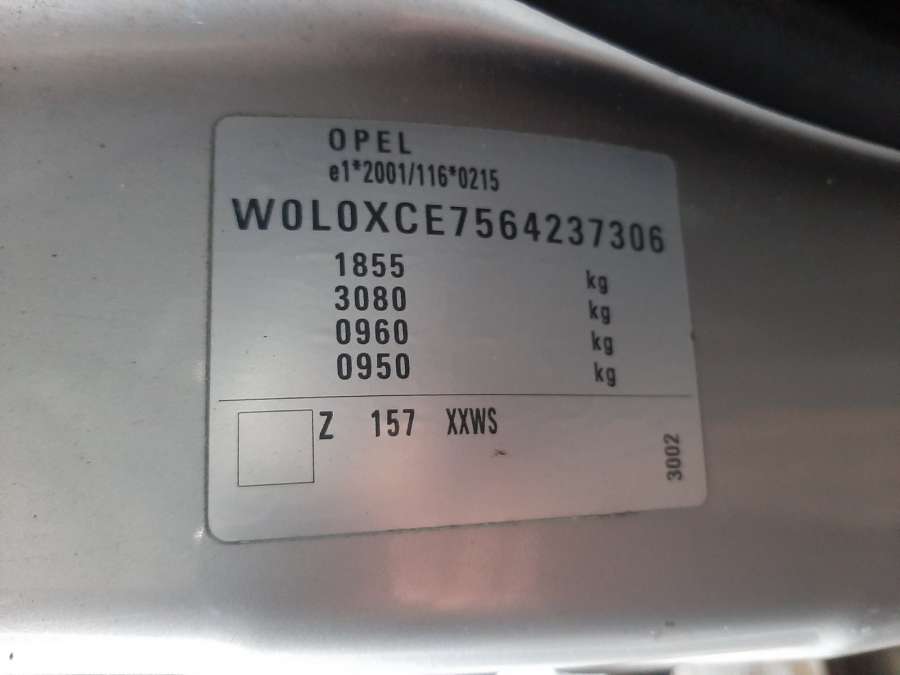 OPEL
e1*2001/116*0215
W0L0XCE7564237306
1855 kg
3080 kg
0960 kg
0950 kg
Z 157 XXWS
3002